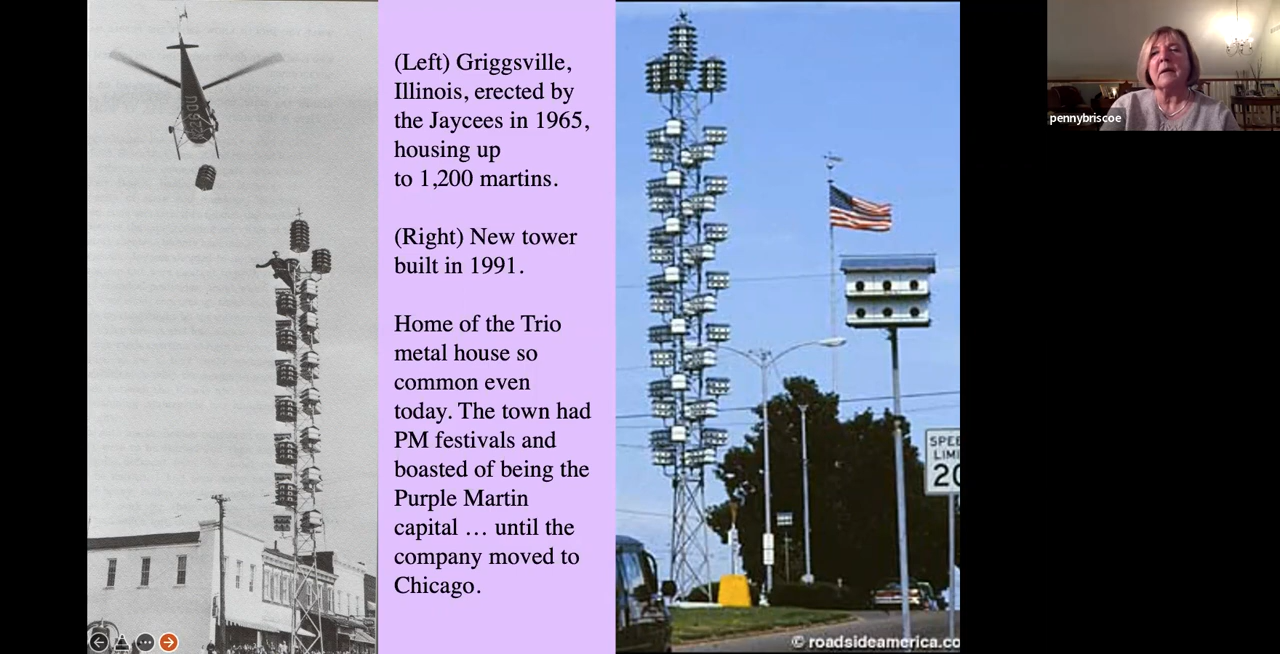 (Left) Griggsville,
Illinois, erected by
the Jaycees in 1965,
housing up
to 1,200 martins.
(Right) New tower
built in 1991.
Home of the Trio
metal house so
common even
today. The town had
PM festivals and
boasted of being the
Purple Martin
capital … until the
company moved to
Chicago.
SPEE
LIMI
20
© roadsideamerica.co
pennybriscoe